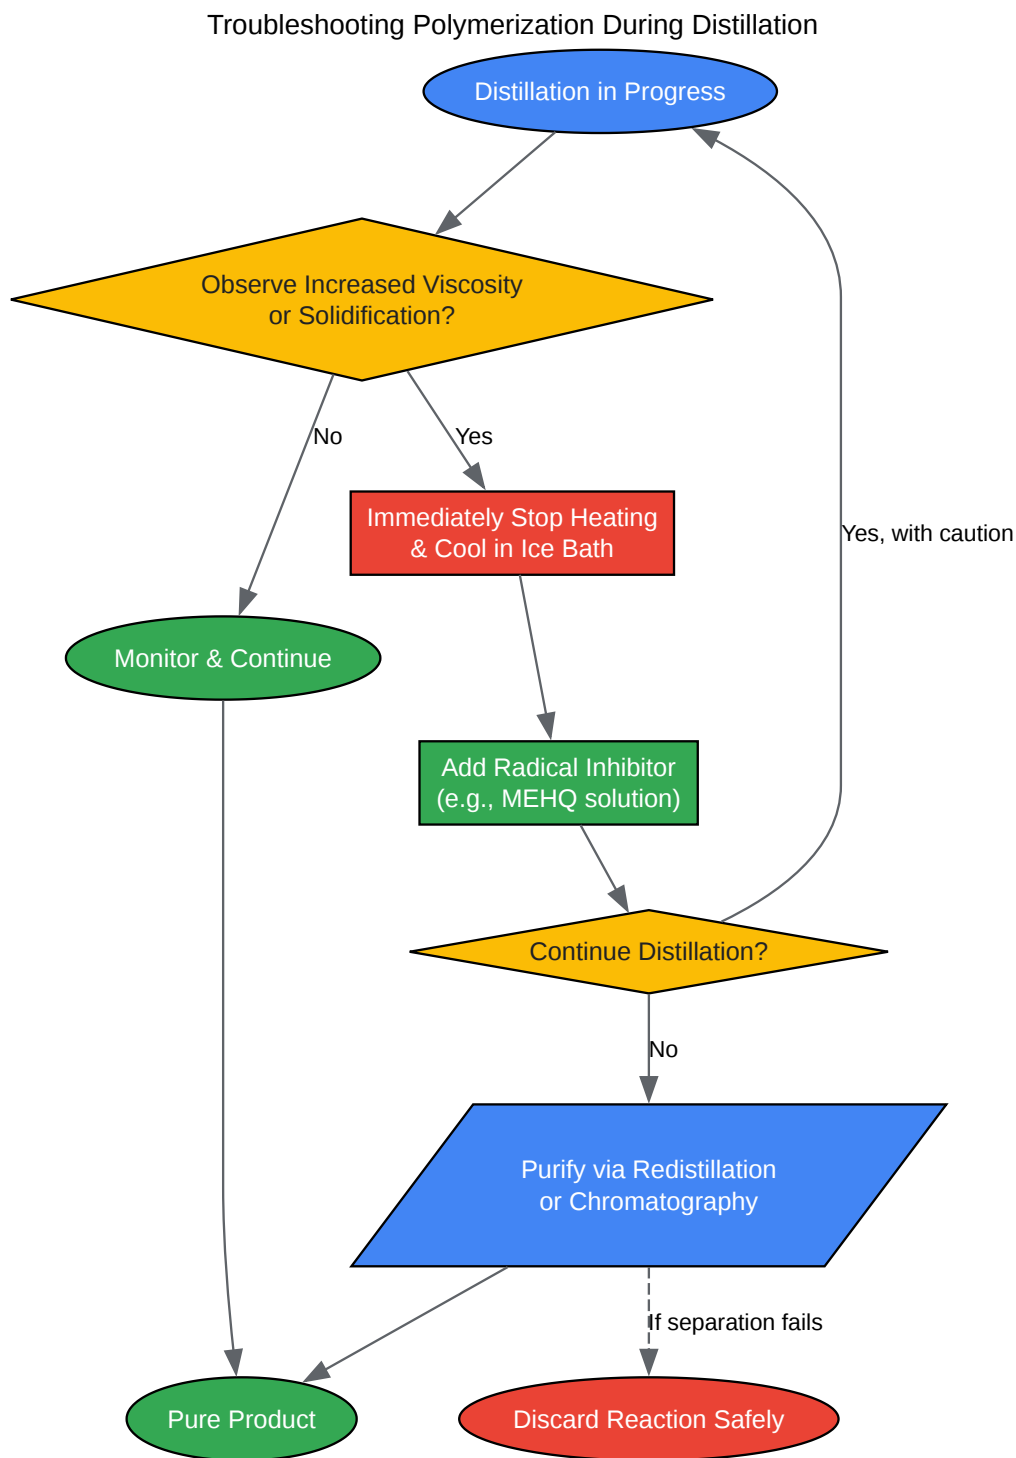 Troubleshooting Polymerization During Distillation
Distillation in Progress
Observe Increased Viscosity
or Solidification?
No
Yes
Immediately Stop Heating
& Cool in Ice Bath
Yes, with caution
Monitor & Continue
Add Radical Inhibitor
(e.g., MEHQ solution)
Continue Distillation?
No
Purify via Redistillation
or Chromatography
If separation fails
Pure Product
Discard Reaction Safely